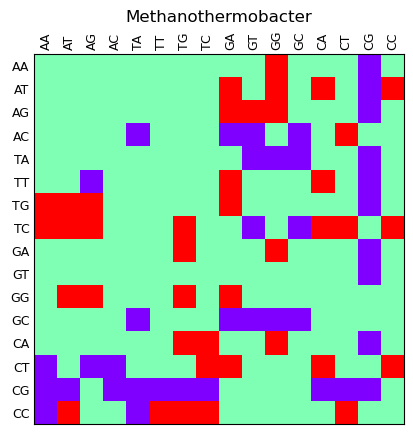 Methanothermobacter
AA AT AG AC TA TT TG TC GA GT GG GC CA CT CG CC
AA
AT
AG
AC
TA
TT
TG
TC
GA
GT
GG
GC
CA
CT
CG
CC